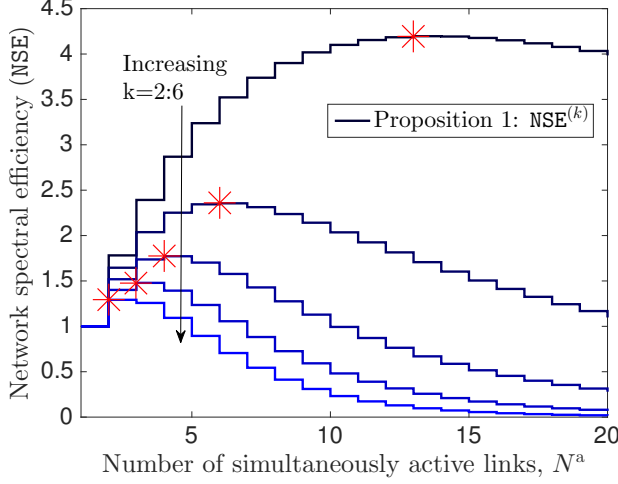 4.5
4
3.5
3
2.5
2
1.5
1
0.5
0
Network spectral efficiency (NSE)
Increasing
k=2:6
Proposition 1: NSE^(k)
5
10
15
20
Number of simultaneously active links, N^a